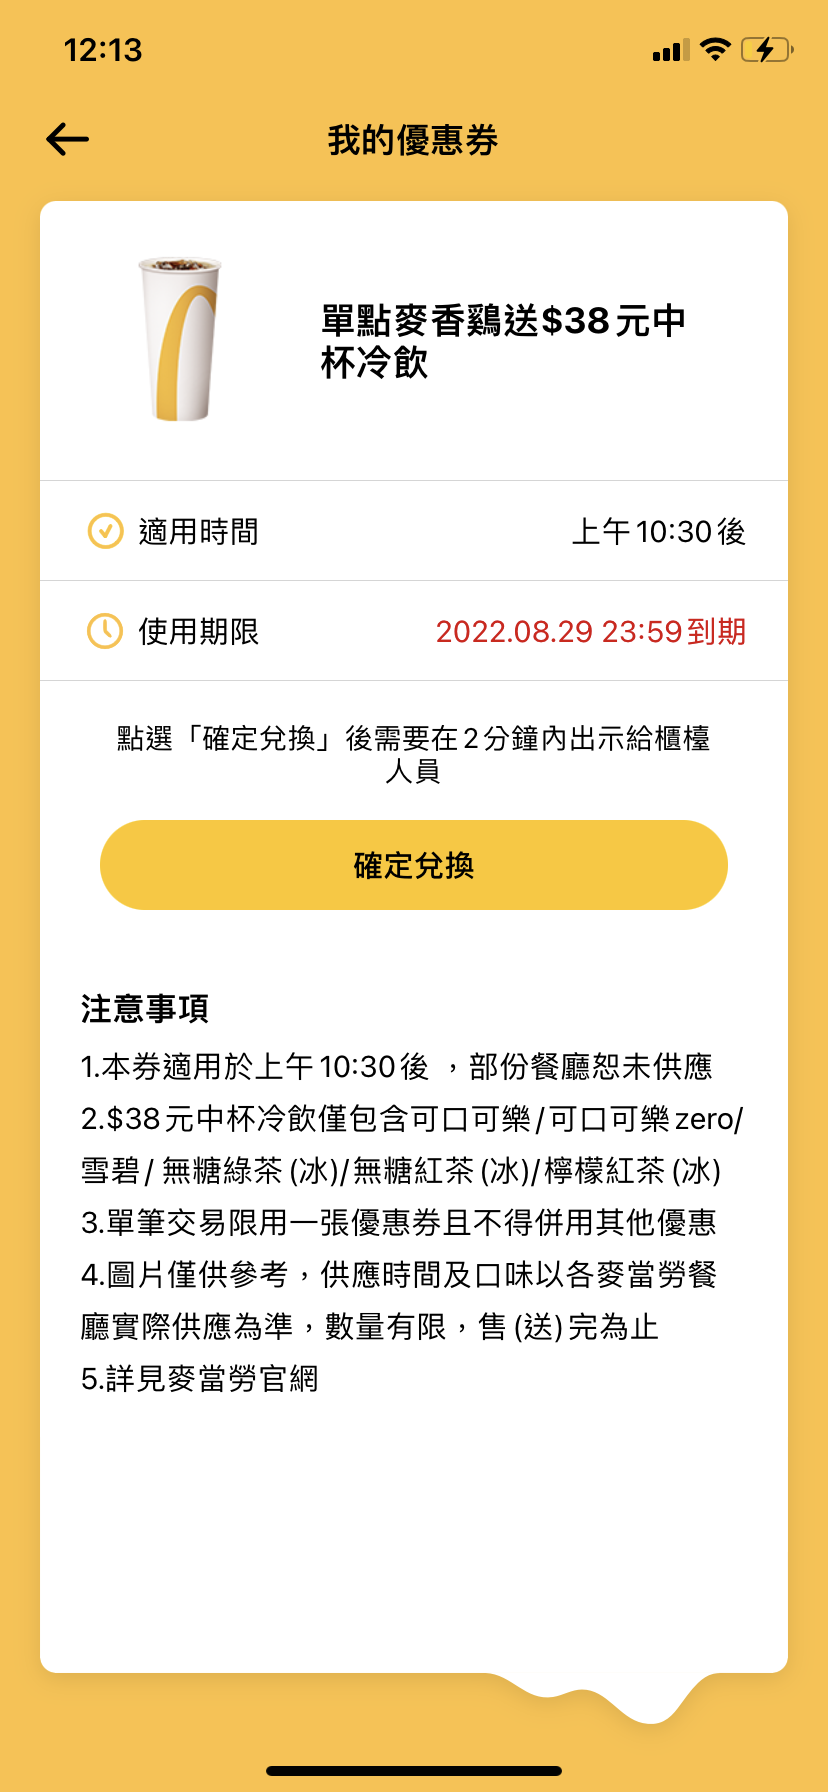 12:13
我的優惠券
單點麥香鷄送$38元中
杯冷飲
適用時間
上午10:30後
使用期限
2022.08.29 23:59到期
點選「確定兌換」後需要在2分鐘內出示給櫃檯
人員
確定兌換
注意事項
1.本券適用於上午10:30後 ，部份餐廳恕未供應
2.$38元中杯冷飲僅包含可口可樂/可口可樂zero/
雪碧/ 無糖綠茶(冰)/無糖紅茶(冰)/檸檬紅茶(冰)
3.單筆交易限用一張優惠券且不得併用其他優惠
4.圖片僅供參考，供應時間及口味以各麥當勞餐
廳實際供應為準，數量有限，售(送)完為止
5.詳見麥當勞官網